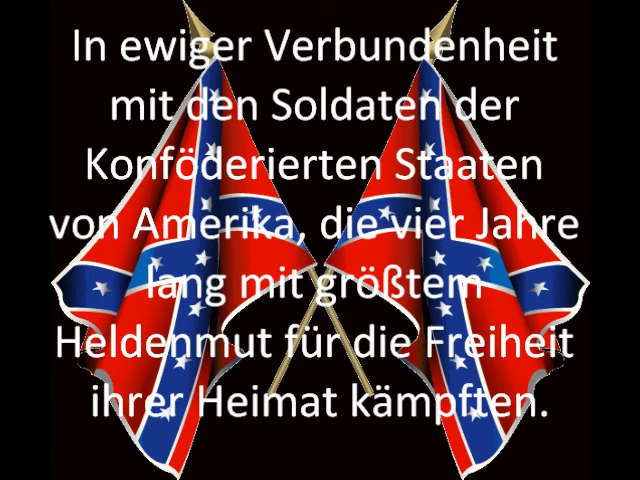 In ewiger Verbundenheit
mit den Soldaten der
Konföderierten Staaten
von Amerika, die vier Jahre
lang mit größtem
Heldenmut für die Freiheit
ihrer Heimat kämpften.